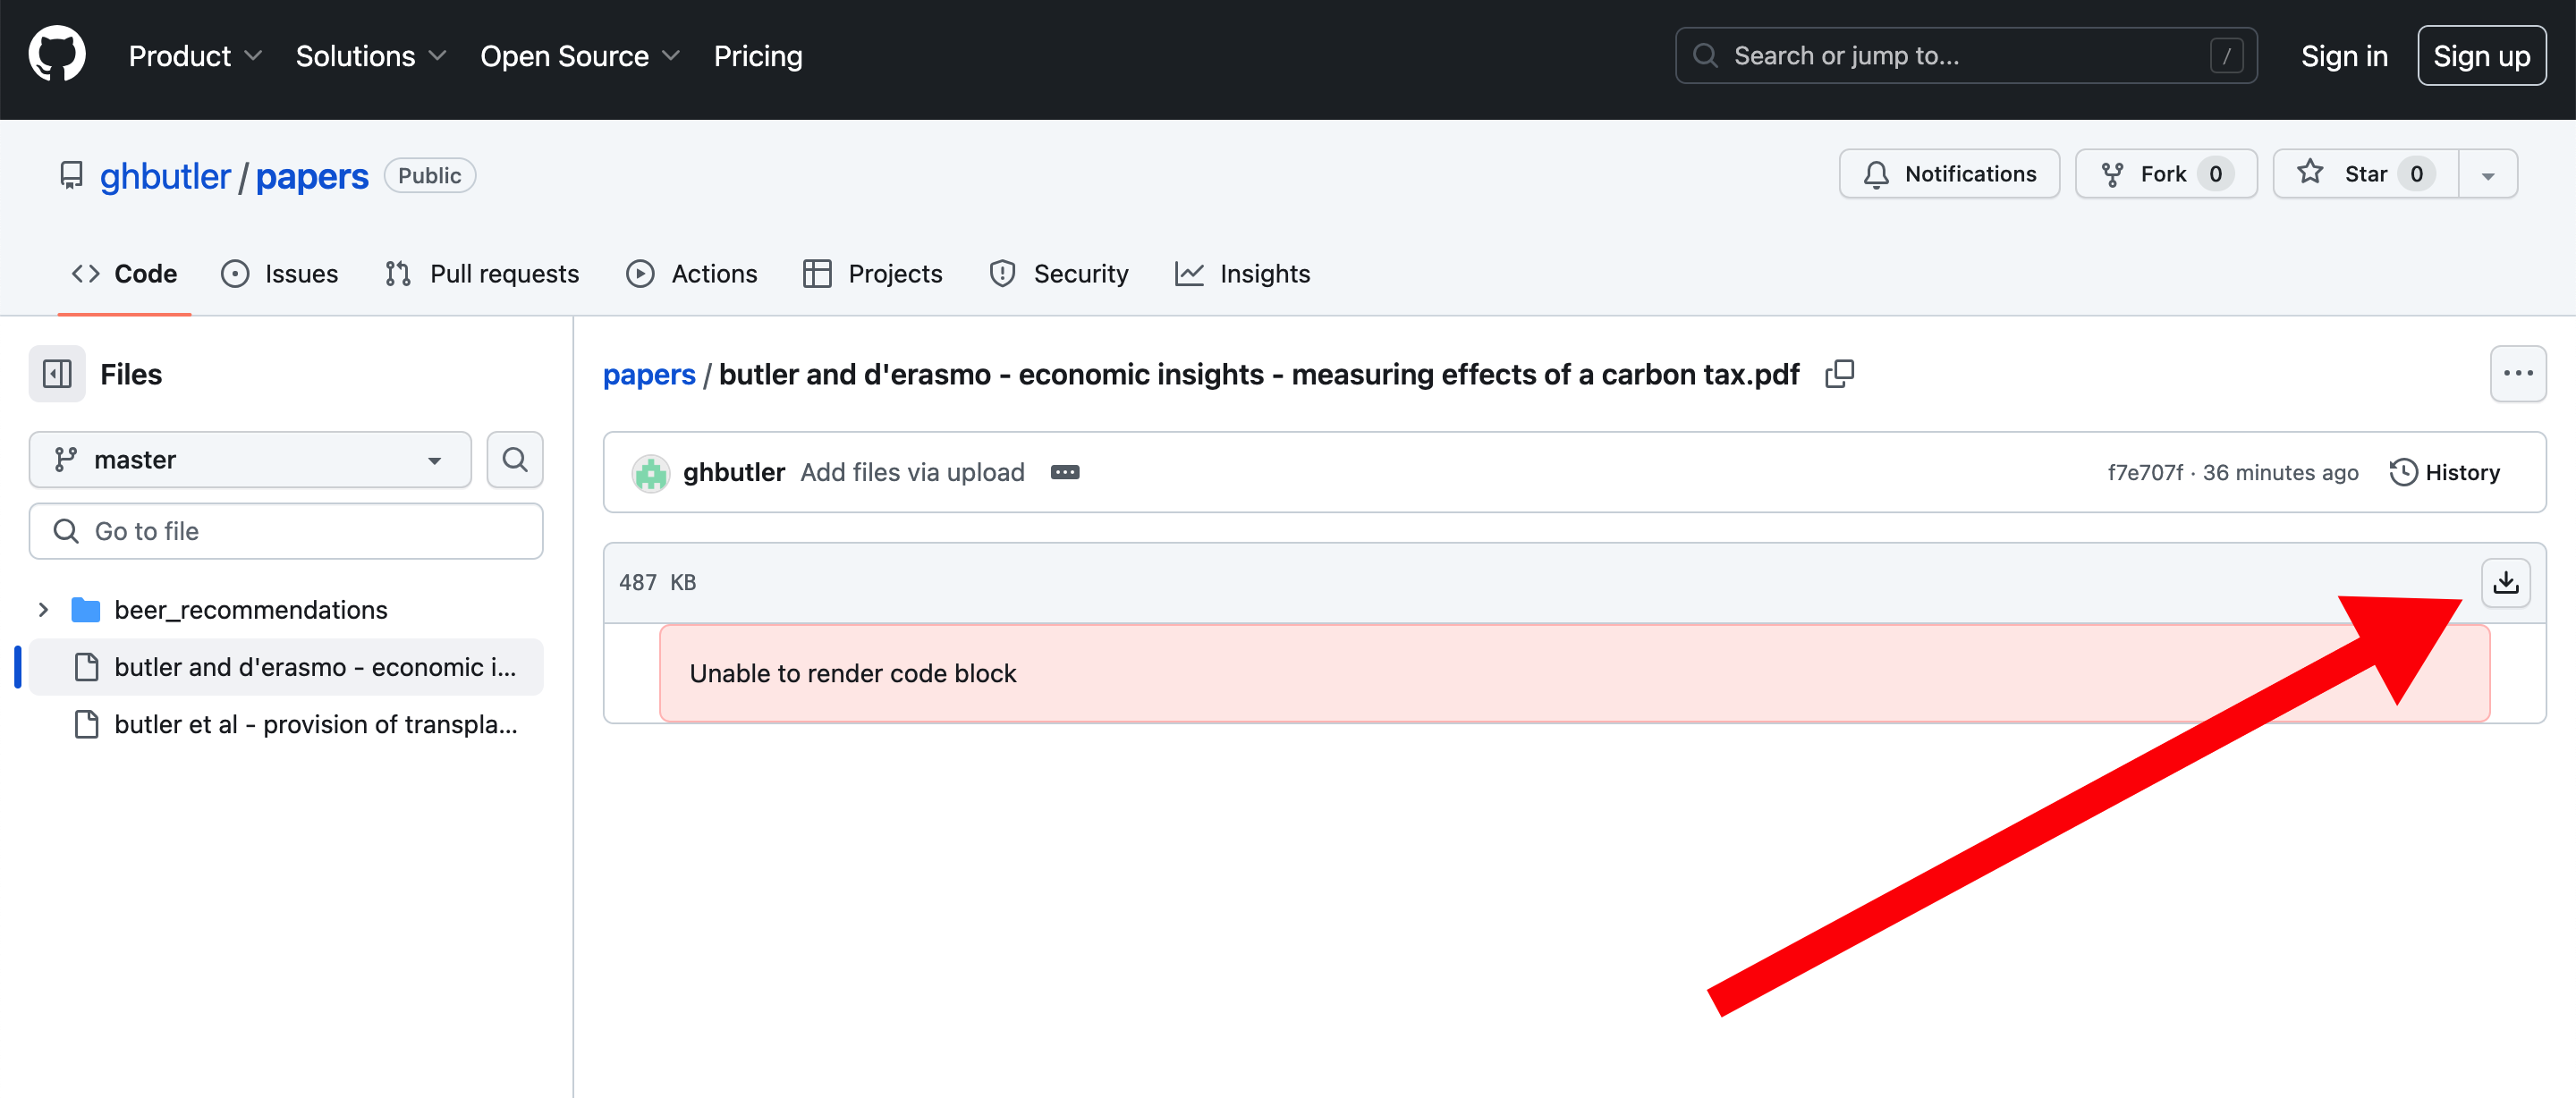 Product Solutions Open Source Pricing Search or jump to... / Sign in Sign up
ghbutler / papers Public Notifications Fork 0 Star 0
Code Issues Pull requests Actions Projects Security Insights
Files
master
Go to file
beer_recommendations
butler and d'erasmo - economic i...
butler et al - provision of transpla...
papers / butler and d'erasmo - economic insights - measuring effects of a carbon tax.pdf
ghbutler Add files via upload f7e707f · 36 minutes ago History
487 KB
Unable to render code block